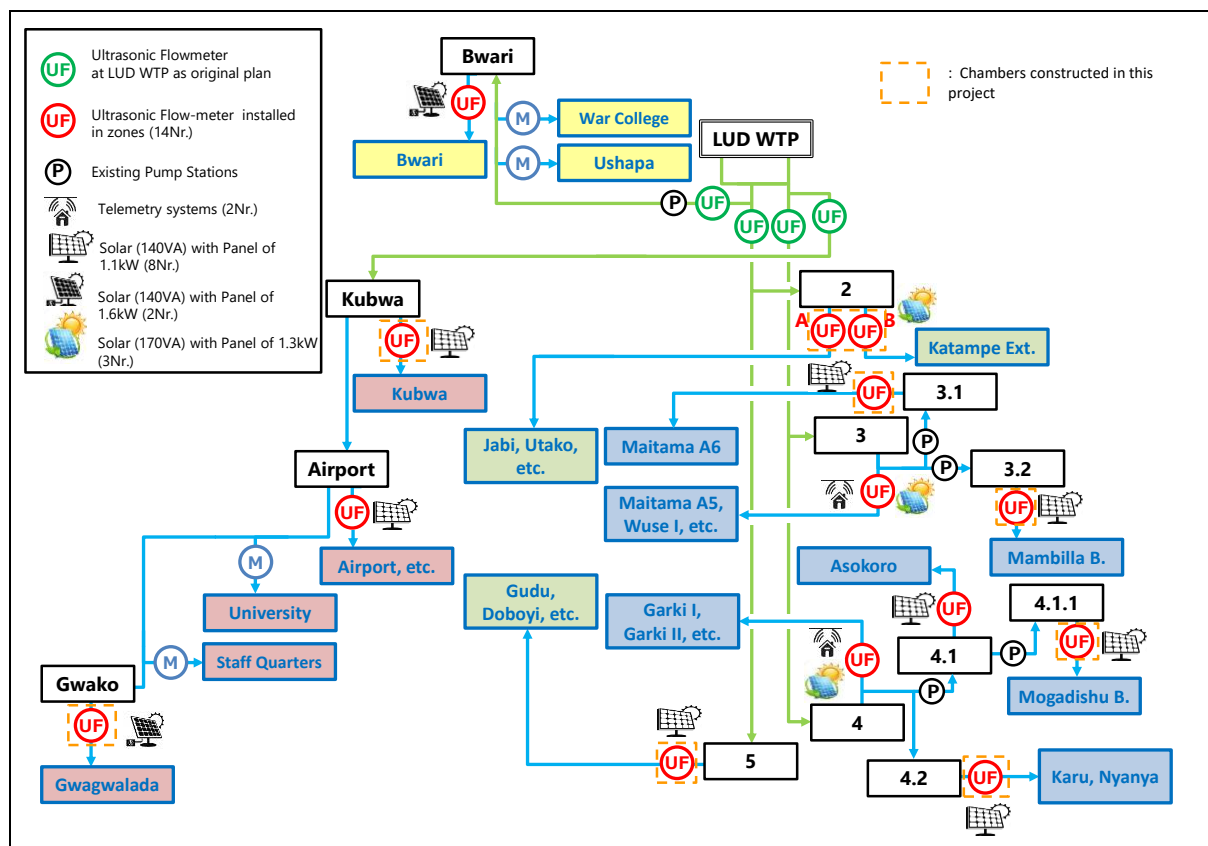 UF
Ultrasonic Flowmeter
at LUD WTP as original plan
UF
Ultrasonic Flow-meter installed
in zones (14Nr.)
P
Existing Pump Stations
Telemetry systems (2Nr.)
Solar (140VA) with Panel of
1.1kW (8Nr.)
Solar (140VA) with Panel of
1.6kW (2Nr.)
Solar (170VA) with Panel of 1.3kW
(3Nr.)
: Chambers constructed in this
project
Bwari
UF
M
War College
M
Ushapa
Bwari
LUD WTP
P
UF
UF
UF
UF
Kubwa
UF
Kubwa
2
A
UF
UF
B
Katampe Ext.
UF
3.1
Jabi, Utako,
etc.
Maitama A6
3
P
P
3.2
UF
Maitama A5,
Wuse I, etc.
UF
Mambilla B.
Airport
UF
Airport, etc.
M
University
M
Staff Quarters
Gwako
UF
Gwagwalada
Gudu,
Doboyi, etc.
Garki I,
Garki II, etc.
Asokoro
UF
4.1.1
UF
UF
4.1
P
P
Mogadishu B.
4
UF
5
4.2
UF
Karu, Nyanya